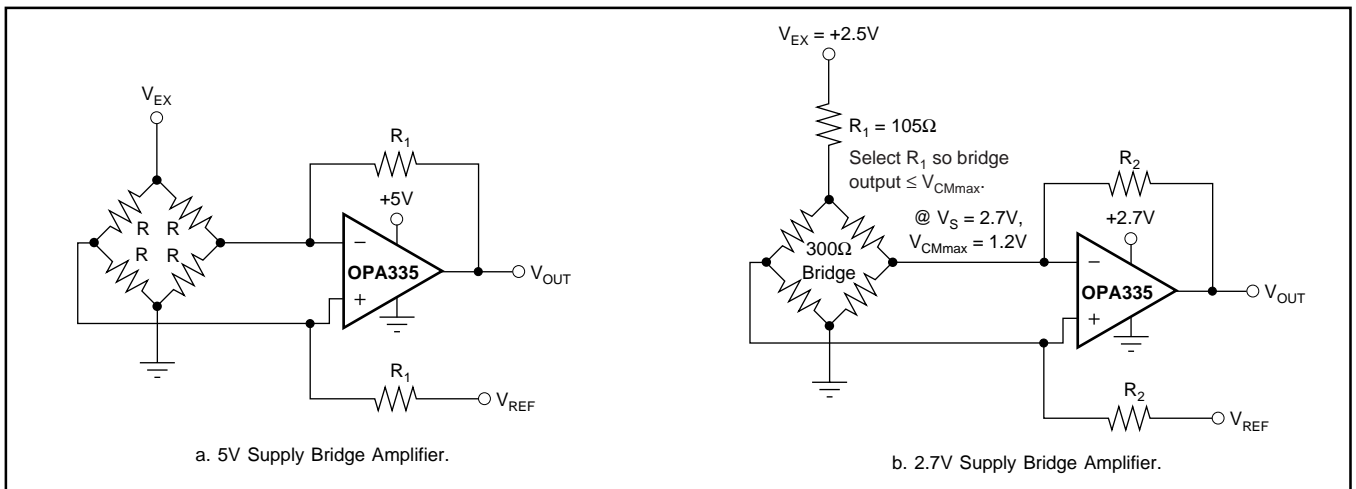 V_EX
R_1
R R
R R
+5V
−
OPA335
+
V_OUT
R_1
V_REF
a. 5V Supply Bridge Amplifier.
V_EX = +2.5V
R_1 = 105Ω
Select R_1 so bridge
output ≤ V_CMmax.
@ V_S = 2.7V,
V_CMmax = 1.2V
300Ω
Bridge
R_2
+2.7V
−
OPA335
+
V_OUT
R_2
V_REF
b. 2.7V Supply Bridge Amplifier.